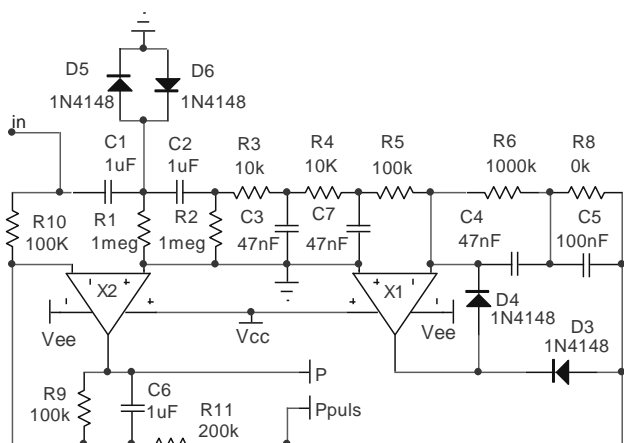 D5
D6
1N4148
1N4148
in
C1
1uF
C2
1uF
R3
10k
R4
10K
R5
100k
R6
1000k
R8
0k
R10
100K
R1
1meg
R2
1meg
C3
47nF
C7
47nF
C4
47nF
C5
100nF
X2
X1
- +
- +
- +
- +
Vee
Vcc
Vee
D4
1N4148
D3
1N4148
R9
100k
C6
1uF
P
Ppuls
R11
200k